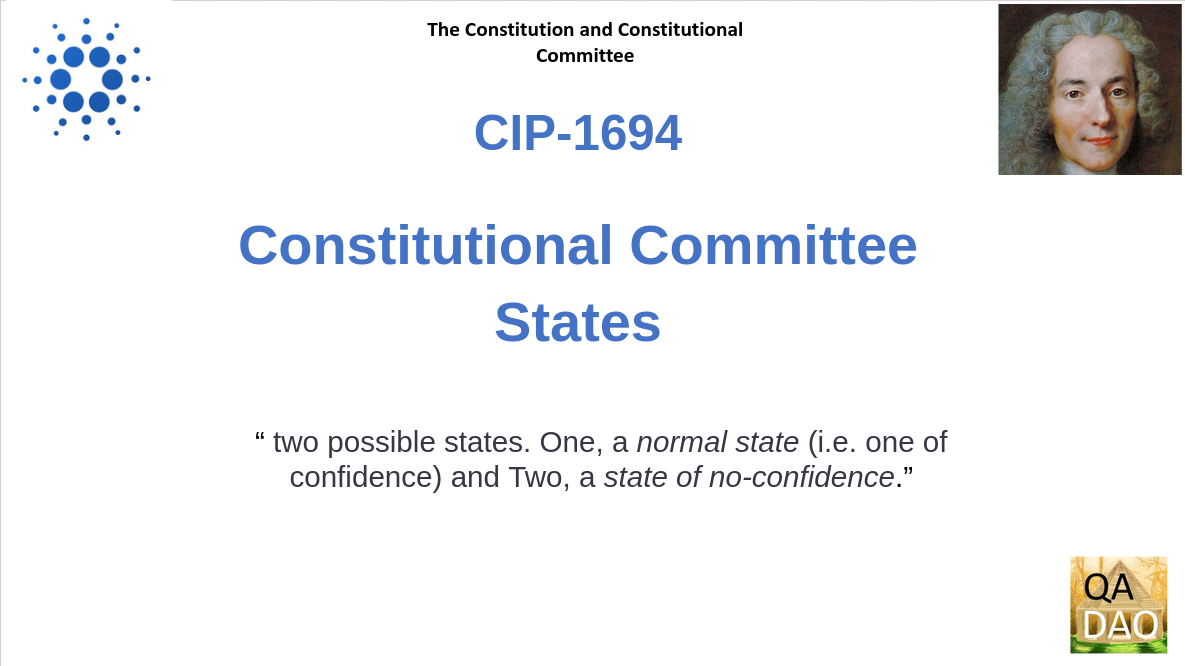 The Constitution and Constitutional
Committee
CIP-1694
Constitutional Committee
States
“ two possible states. One, a normal state (i.e. one of
confidence) and Two, a state of no-confidence.”
QA
DAO